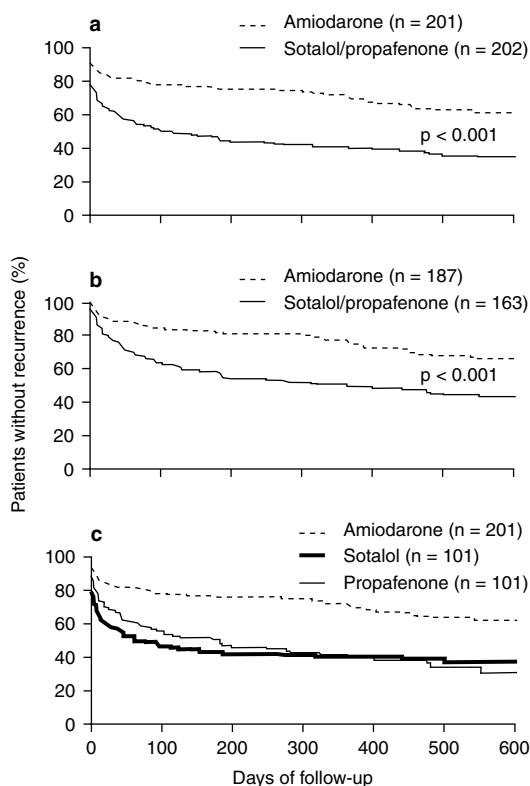 a
Amiodarone (n = 201)
Sotalol/propafenone (n = 202)
100
80
60
40
20
0
p < 0.001
b
Amiodarone (n = 187)
Sotalol/propafenone (n = 163)
100
80
60
40
20
0
p < 0.001
Patients without recurrence (%)
c
Amiodarone (n = 201)
Sotalol (n = 101)
Propafenone (n = 101)
100
80
60
40
20
0
0 100 200 300 400 500 600
Days of follow-up